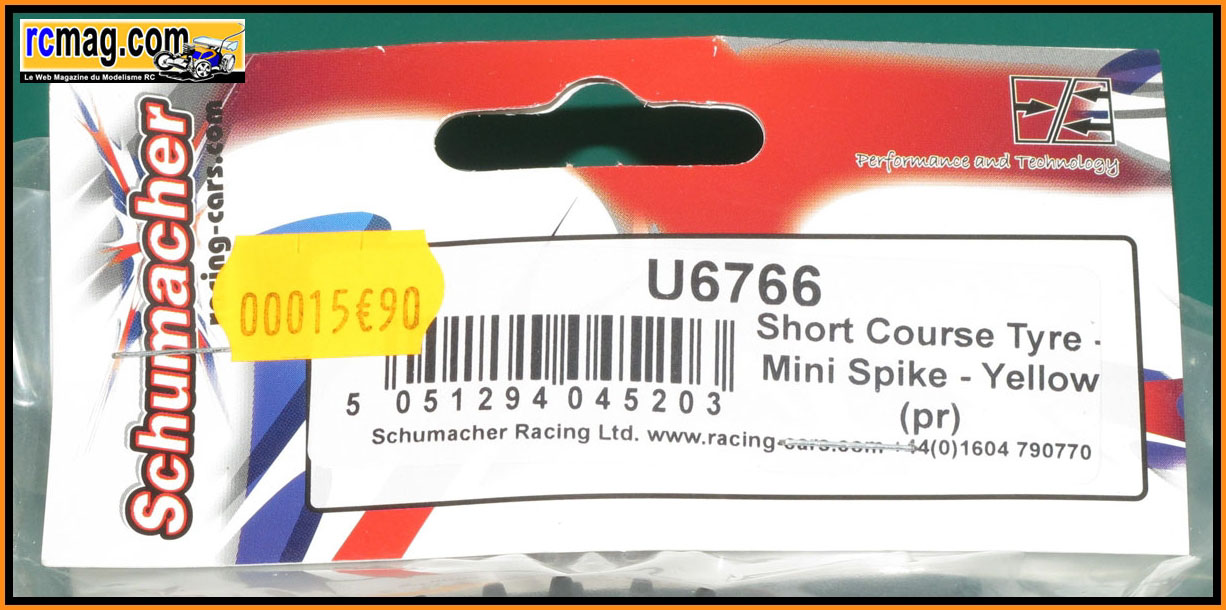 rcmag.com
Le Web Magazine du Modelisme RC
Schumacher
racing-cars.com
Performance and Technology
00015€90
U6766
Short Course Tyre -
Mini Spike - Yellow
(pr)
5 051294 045203
Schumacher Racing Ltd. www.racing-cars.com +44(0)1604 790770